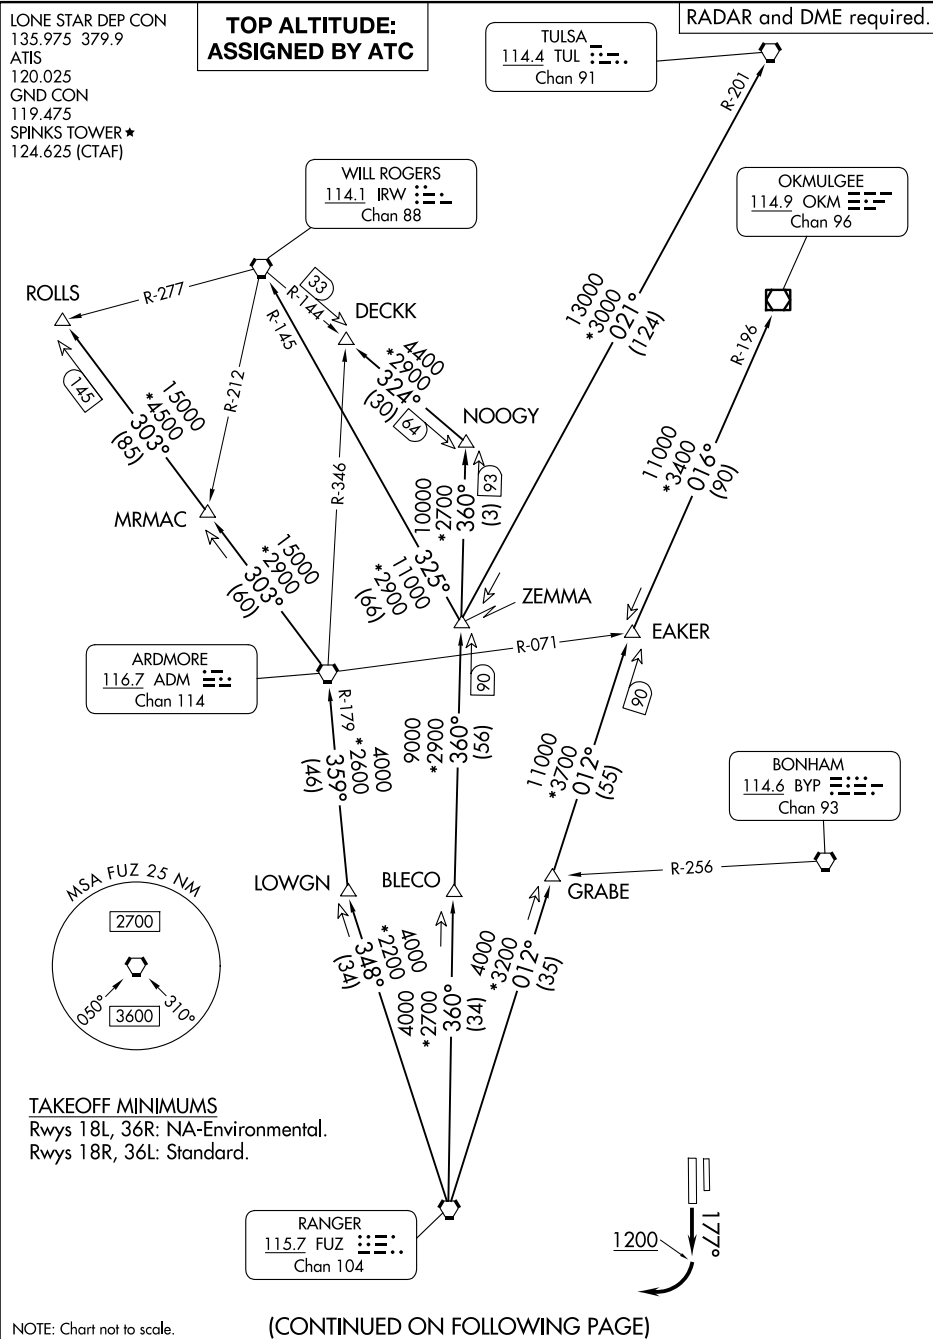 LONE STAR DEP CON
135.975 379.9
ATIS
120.025
GND CON
119.475
SPINKS TOWER★
124.625 (CTAF)
TOP ALTITUDE:
ASSIGNED BY ATC
RADAR and DME required.
TULSA
114.4 TUL
Chan 91
R-201
WILL ROGERS
114.1 IRW
Chan 88
OKMULGEE
114.9 OKM
Chan 96
ROLLS
R-277
33
R-144
DECKK
R-145
R-212
145
15000
*4500
303°
(85)
4400
*2900
324°
(30)
64
NOOGY
13000
*3000
021°
(124)
R-196
11000
*3400
016°
(90)
MRMAC
R-346
10000
*2700
360°
(3)
93
15000
*2900
303°
(60)
325°
11000
*2900
(66)
ZEMMA
EAKER
R-071
90
90
ARDMORE
116.7 ADM
Chan 114
R-179
4000
*2600
359°
(46)
9000
*2900
360°
(56)
11000
*3700
012°
(55)
BONHAM
114.6 BYP
Chan 93
R-256
LOWGN
BLECO
GRABE
MSA FUZ 25 NM
2700
3600
050°
310°
4000
*2200
348°
(34)
4000
*2700
360°
(34)
4000
*3200
012°
(35)
TAKEOFF MINIMUMS
Rwys 18L, 36R: NA-Environmental.
Rwys 18R, 36L: Standard.
RANGER
115.7 FUZ
Chan 104
177°
1200
NOTE: Chart not to scale.
(CONTINUED ON FOLLOWING PAGE)